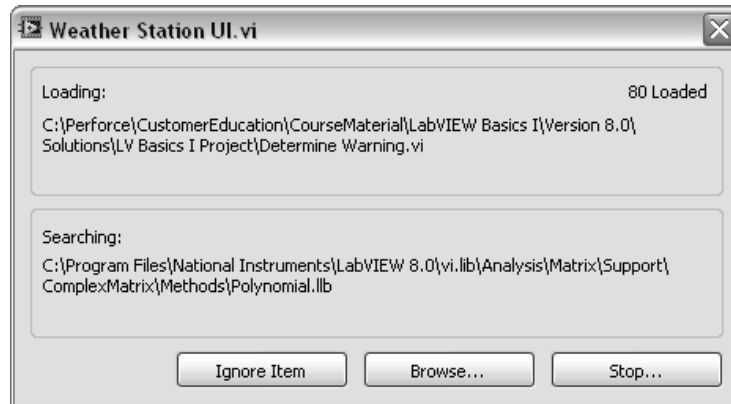 Weather Station UI.vi
Loading:
80 Loaded
C:\Perforce\CustomerEducation\CourseMaterial\LabVIEW Basics I\Version 8.0\
Solutions\LV Basics I Project\Determine Warning.vi
Searching:
C:\Program Files\National Instruments\LabVIEW 8.0\vi.lib\Analysis\Matrix\Support\
ComplexMatrix\Methods\Polynomial.llb
Ignore Item
Browse...
Stop...